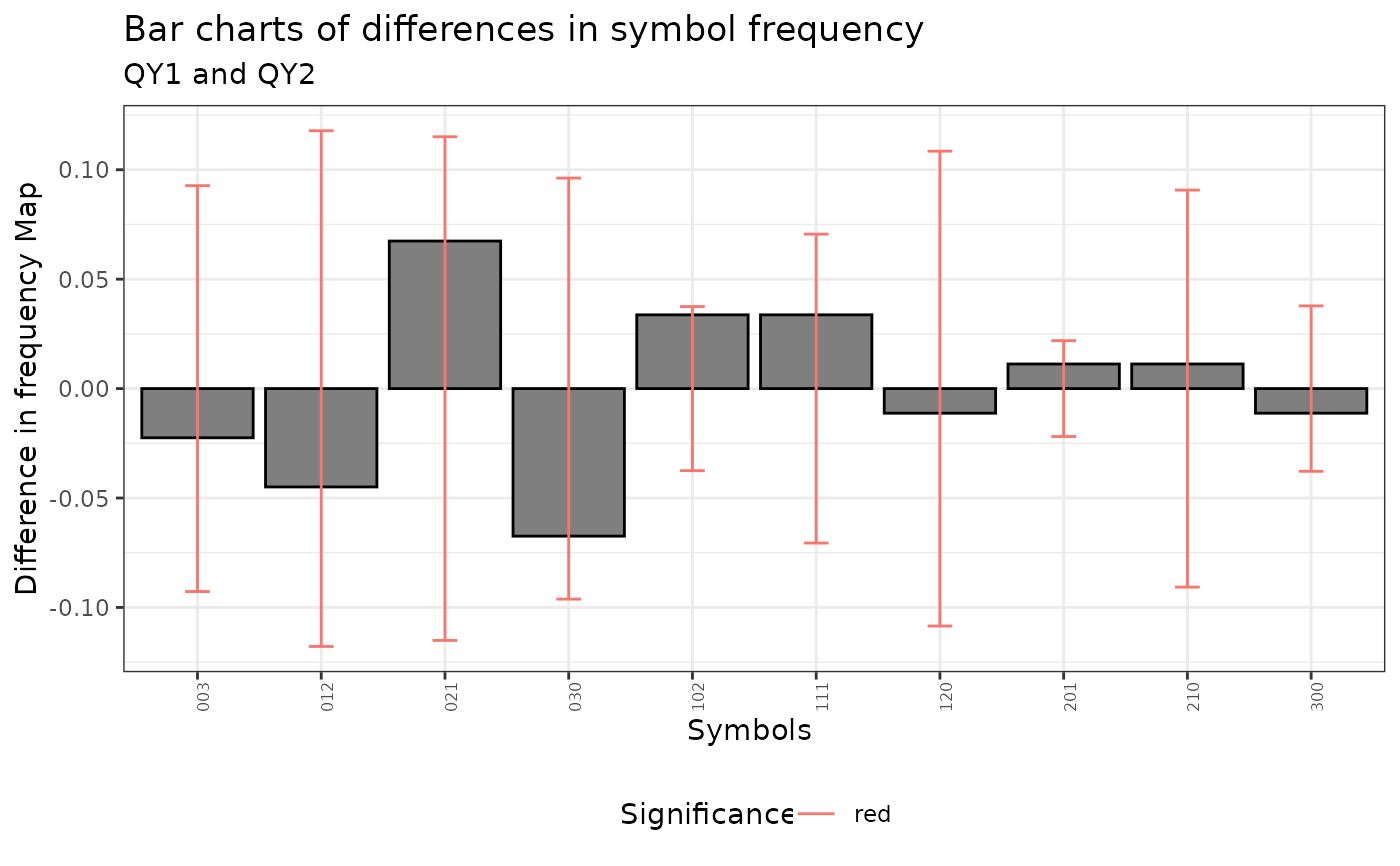 Bar charts of differences in symbol frequency
QY1 and QY2
Difference in frequency Map
0.10
0.05
0.00
-0.05
-0.10
003
012
021
030
102
111
120
201
210
300
Symbols
Significance
red